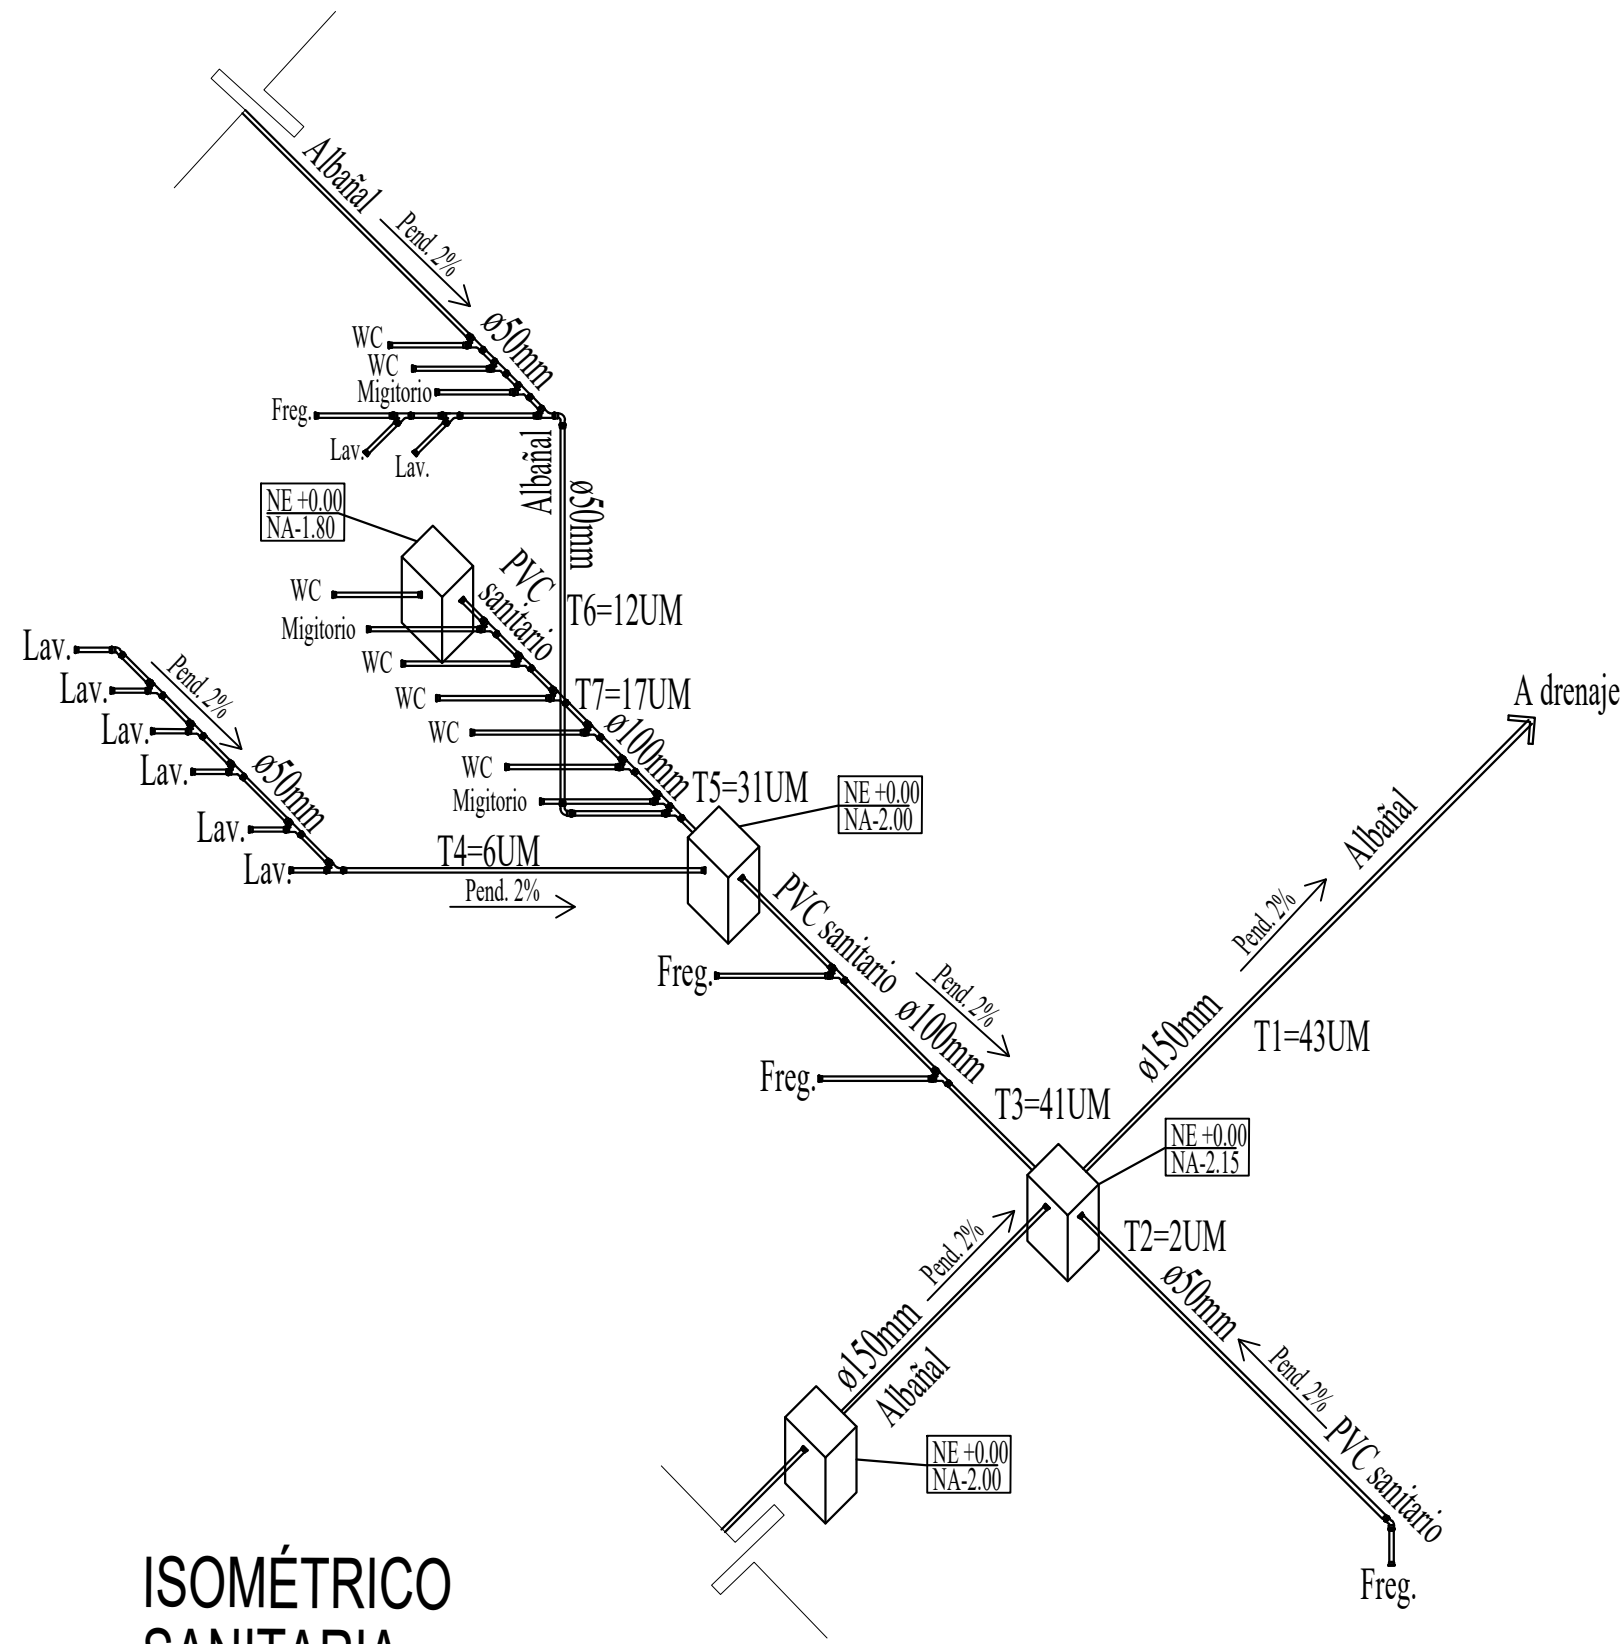 Albañal
Pend. 2%
ø50mm
WC
WC
Migitorio
Freg.
Lav.
Lav.
Albañal
ø50mm
NE +0.00
NA-1.80
PVC
sanitario
WC
T6=12UM
Migitorio
WC
WC
T7=17UM
WC
ø100mm
WC
Migitorio
T5=31UM
NE +0.00
NA-2.00
Lav.
Pend. 2%
Lav.
Lav.
Lav.
ø50mm
Lav.
Lav.
T4=6UM
Pend. 2%
A drenaje
Albañal
Pend. 2%
ø150mm
T1=43UM
PVC sanitario
Pend. 2%
Freg.
ø100mm
Freg.
T3=41UM
NE +0.00
NA-2.15
T2=2UM
Pend. 2%
ø50mm
ø150mm
Albañal
Pend. 2%
PVC sanitario
NE +0.00
NA-2.00
Freg.
ISOMÉTRICO
SANITARIA